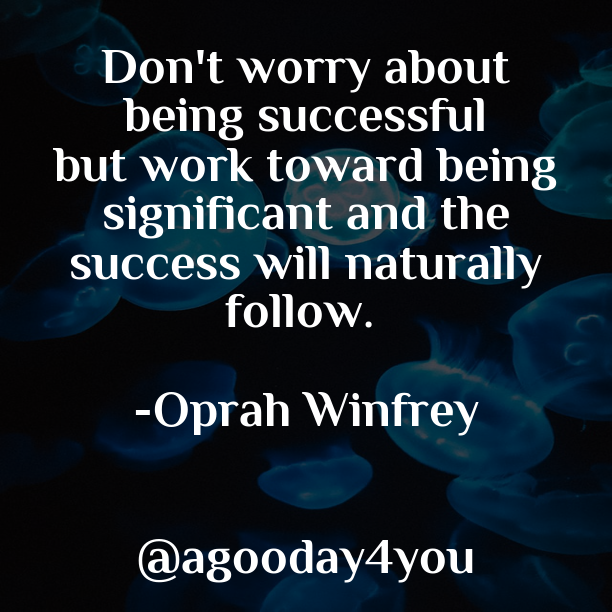 Don't worry about
being successful
but work toward being
significant and the
success will naturally
follow.
-Oprah Winfrey
@agooday4you